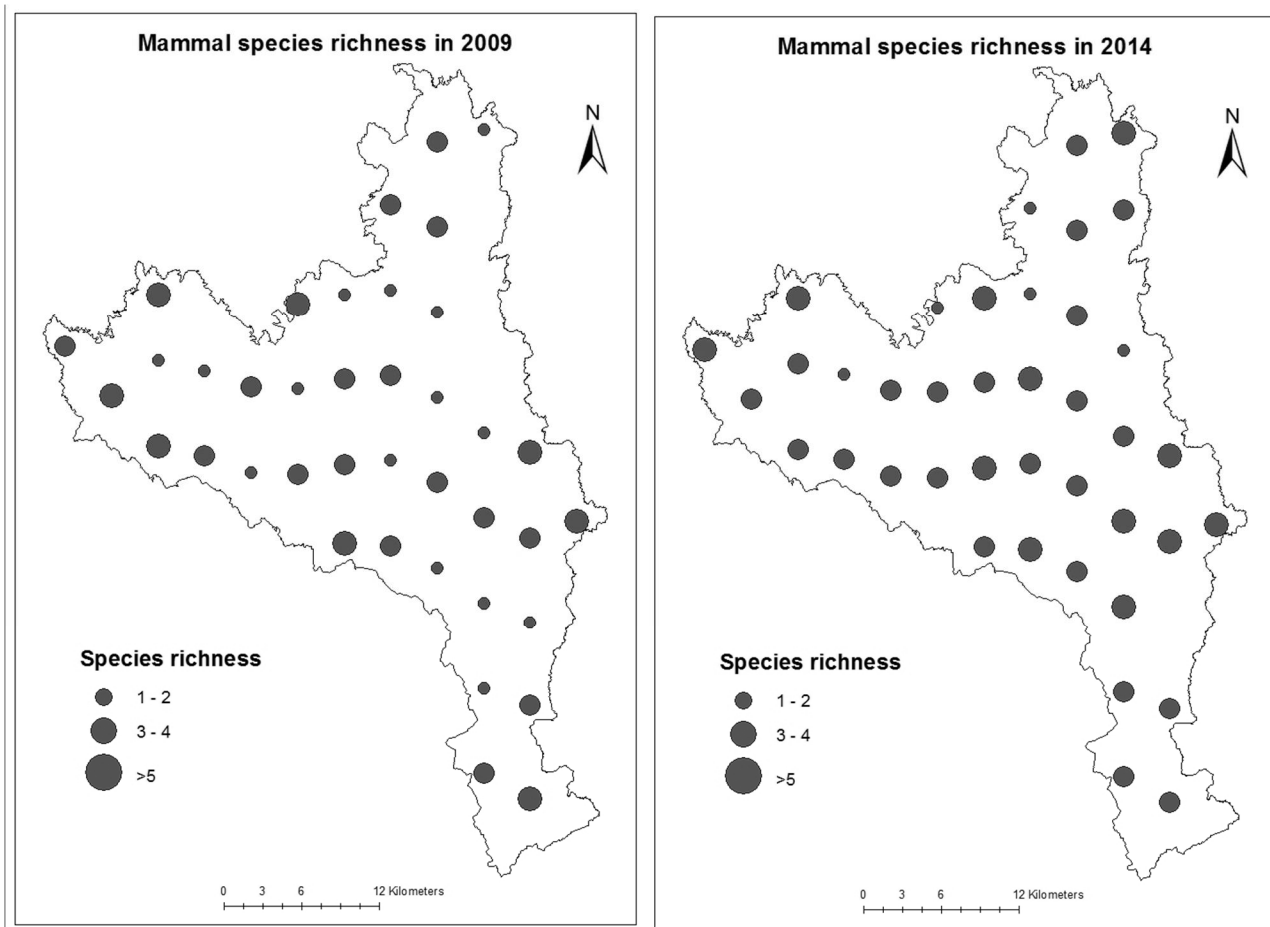 Mammal species richness in 2009
N
Species richness
1 - 2
3 - 4
>5
0 3 6 12 Kilometers
Mammal species richness in 2014
N
Species richness
1 - 2
3 - 4
>5
0 3 6 12 Kilometers